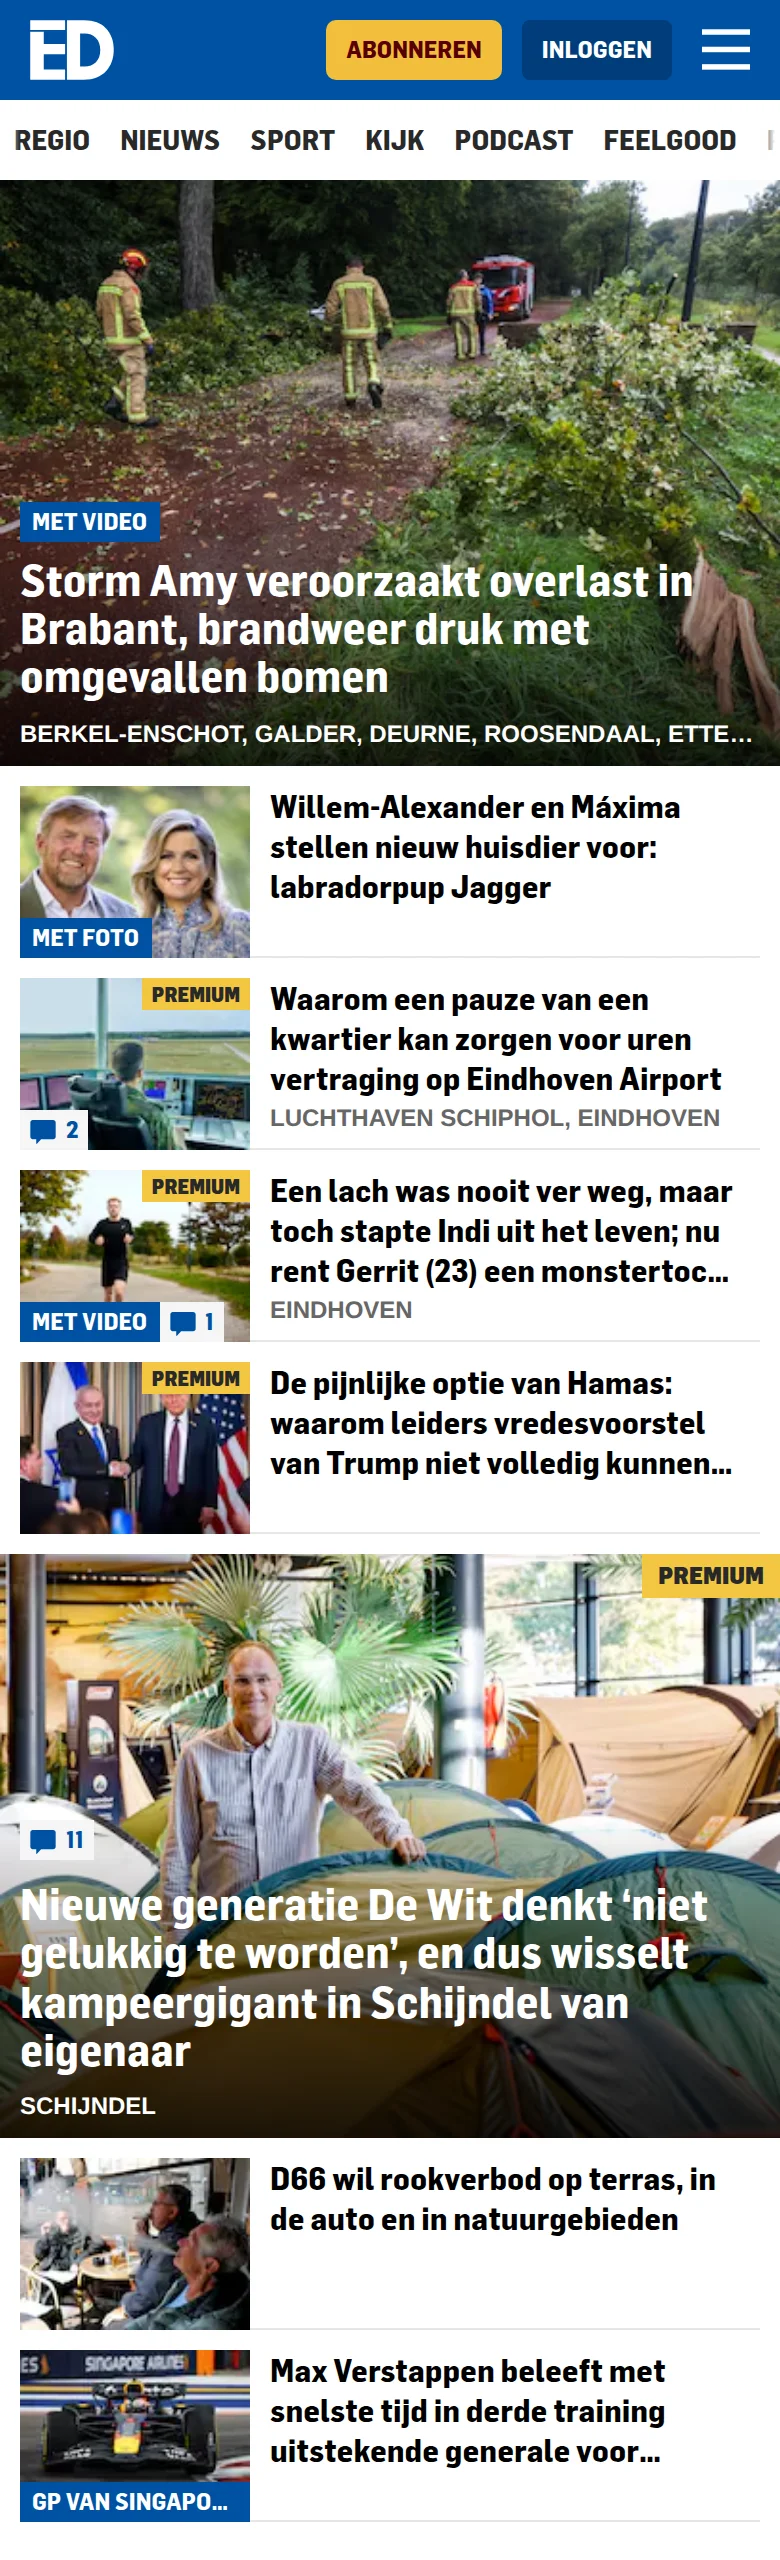 ED
ABONNEREN
INLOGGEN
REGIO
NIEUWS
SPORT
KIJK
PODCAST
FEELGOOD
MET VIDEO
Storm Amy veroorzaakt overlast in
Brabant, brandweer druk met
omgevallen bomen
BERKEL-ENSCHOT, GALDER, DEURNE, ROOSENDAAL, ETTE...
MET FOTO
Willem-Alexander en Máxima
stellen nieuw huisdier voor:
labradorpup Jagger
PREMIUM
2
Waarom een pauze van een
kwartier kan zorgen voor uren
vertraging op Eindhoven Airport
LUCHTHAVEN SCHIPHOL, EINDHOVEN
PREMIUM
MET VIDEO
1
Een lach was nooit ver weg, maar
toch stapte Indi uit het leven; nu
rent Gerrit (23) een monstertoc...
EINDHOVEN
PREMIUM
De pijnlijke optie van Hamas:
waarom leiders vredesvoorstel
van Trump niet volledig kunnen...
PREMIUM
11
Nieuwe generatie De Wit denkt ‘niet
gelukkig te worden’, en dus wisselt
kampeergigant in Schijndel van
eigenaar
SCHIJNDEL
D66 wil rookverbod op terras, in
de auto en in natuurgebieden
ES
SINGAPORE AIRLINES
GP VAN SINGAPO...
Max Verstappen beleeft met
snelste tijd in derde training
uitstekende generale voor...